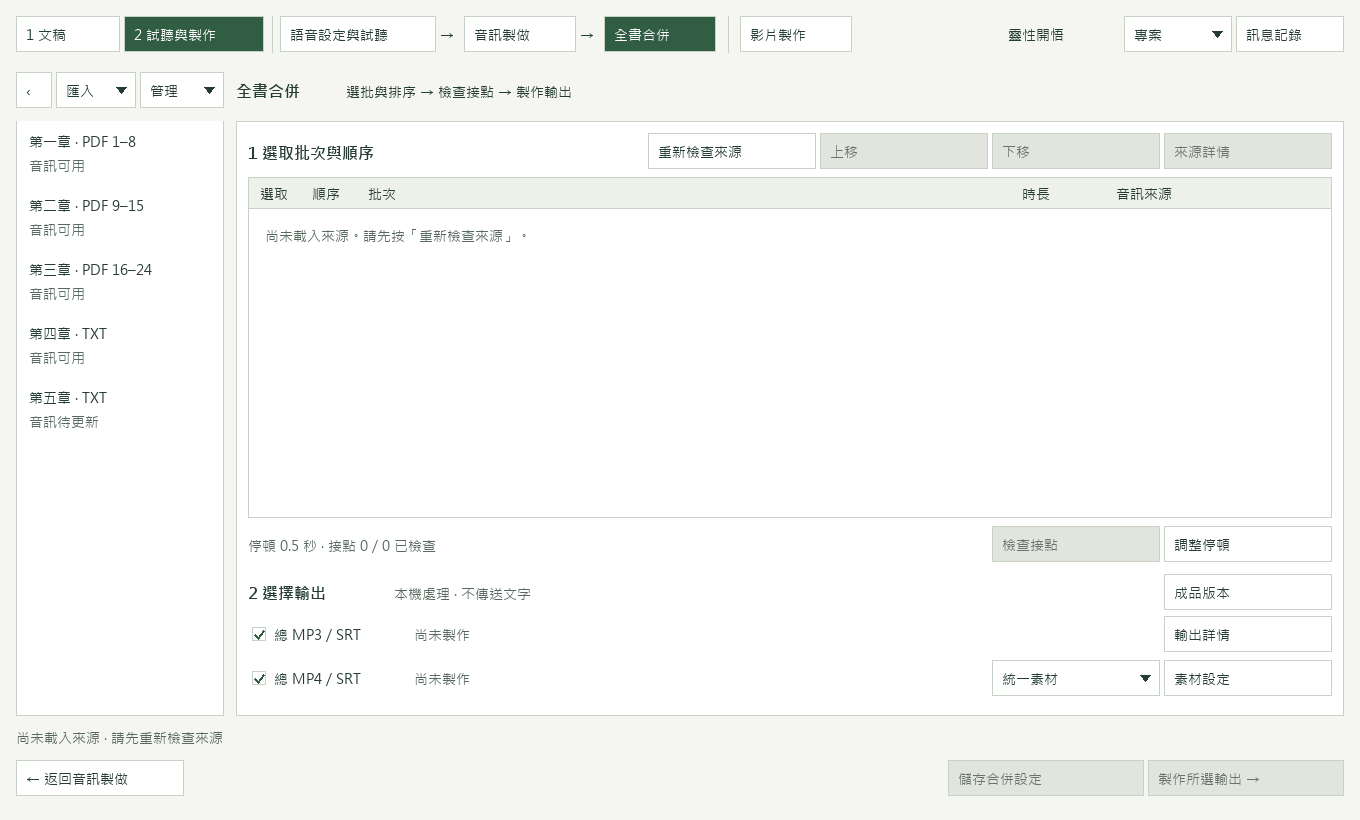 1 文稿
2 試聽與製作
語音設定與試聽
→
音訊製做
→
全書合併
影片製作
靈性開悟
專案
訊息記錄
‹
匯入
管理
全書合併
選批與排序 → 檢查接點 → 製作輸出
第一章 · PDF 1–8
音訊可用
第二章 · PDF 9–15
音訊可用
第三章 · PDF 16–24
音訊可用
第四章 · TXT
音訊可用
第五章 · TXT
音訊待更新
1 選取批次與順序
重新檢查來源
上移
下移
來源詳情
選取
順序
批次
時長
音訊來源
尚未載入來源。請先按「重新檢查來源」。
停頓 0.5 秒 · 接點 0 / 0 已檢查
檢查接點
調整停頓
2 選擇輸出
本機處理 · 不傳送文字
成品版本
總 MP3 / SRT
尚未製作
輸出詳情
總 MP4 / SRT
尚未製作
統一素材
素材設定
尚未載入來源 · 請先重新檢查來源
← 返回音訊製做
儲存合併設定
製作所選輸出 →